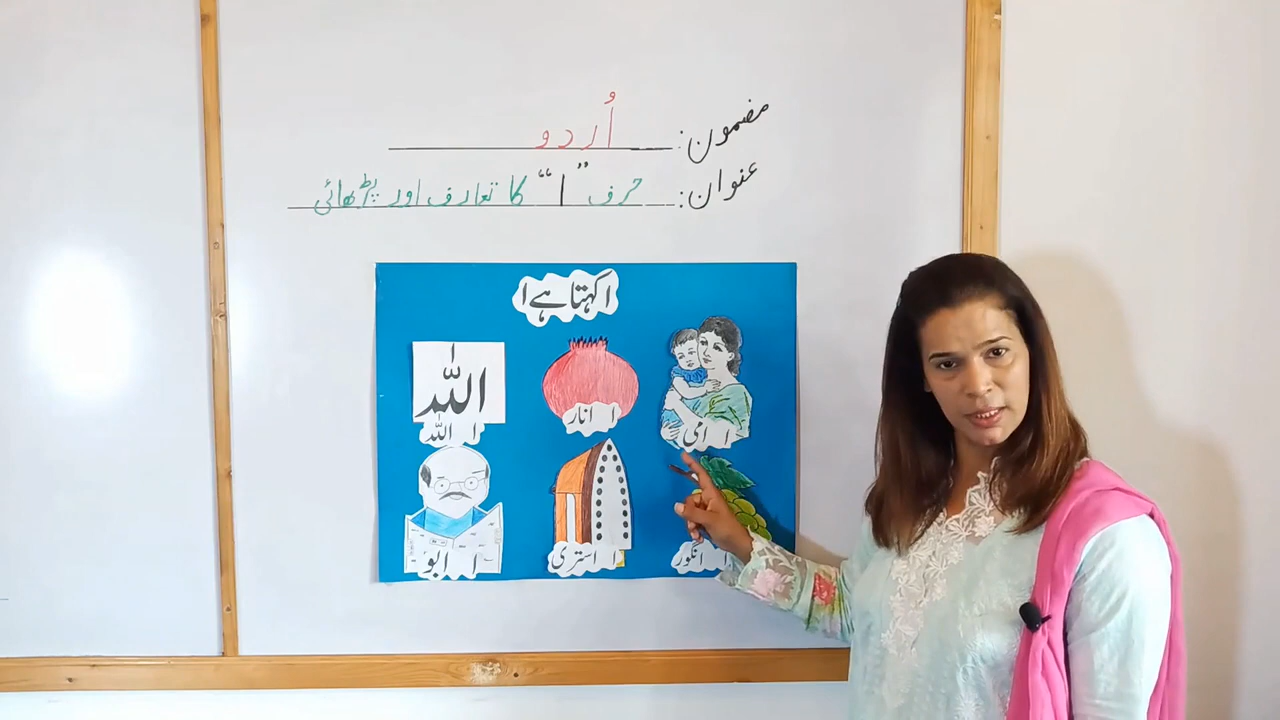 مضمون: اُردو
عنوان: حرف "ا" کا تعارف اور پڑھائی
ا کہتا ہے ا
ا امی
ا انار
اللہ
ا اللہ
ا انگور
ا استری
ا ابو